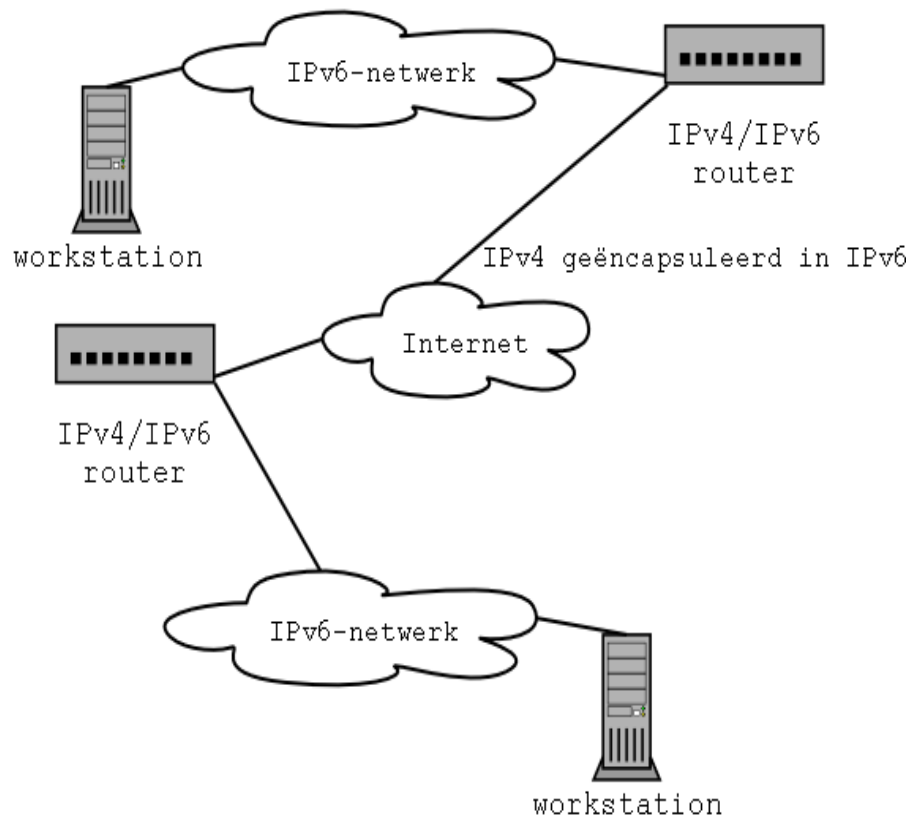 IPv6-netwerk
IPv4/IPv6
router
workstation
IPv4 geëncapsuleerd in IPv6
Internet
IPv4/IPv6
router
IPv6-netwerk
workstation